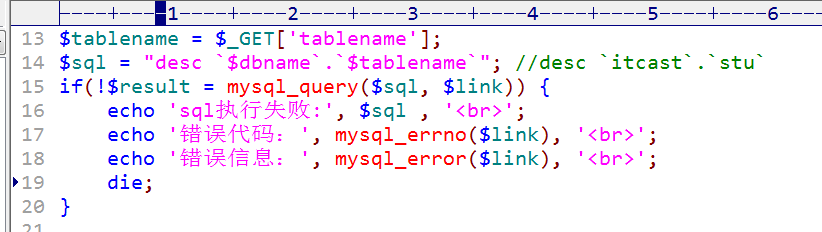 ----+----1----+----2----+----3----+----4----+----5----+----6----
13 $tablename = $_GET['tablename'];
14 $sql = "desc `$dbname`.`$tablename`"; //desc `itcast`.`stu`
15 if(!$result = mysql_query($sql, $link)) {
16     echo 'sql执行失败:', $sql , '<br>';
17     echo '错误代码：', mysql_errno($link), '<br>';
18     echo '错误信息：', mysql_error($link), '<br>';
19     die;
20 }
21